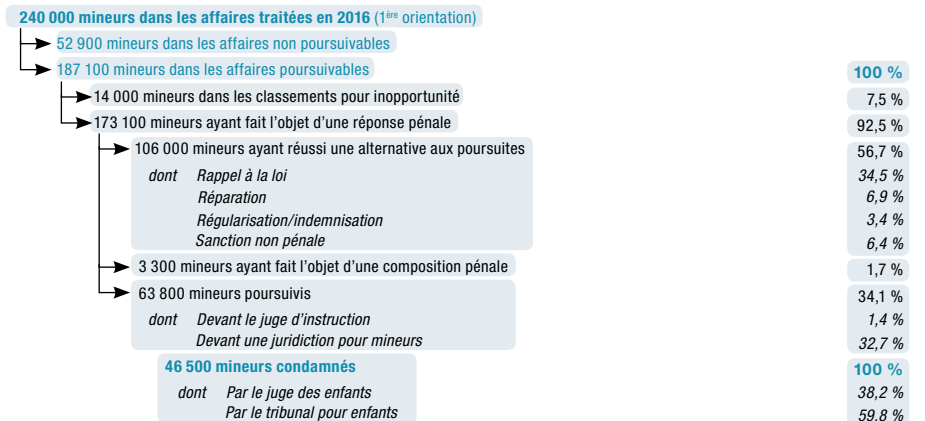 240 000 mineurs dans les affaires traitées en 2016 (1ère orientation)
52 900 mineurs dans les affaires non poursuivables
187 100 mineurs dans les affaires poursuivables 100 %
14 000 mineurs dans les classements pour inopportunité 7,5 %
173 100 mineurs ayant fait l'objet d'une réponse pénale 92,5 %
106 000 mineurs ayant réussi une alternative aux poursuites 56,7 %
dont Rappel à la loi 34,5 %
Réparation 6,9 %
Régularisation/indemnisation 3,4 %
Sanction non pénale 6,4 %
3 300 mineurs ayant fait l'objet d'une composition pénale 1,7 %
63 800 mineurs poursuivis 34,1 %
dont Devant le juge d'instruction 1,4 %
Devant une juridiction pour mineurs 32,7 %
46 500 mineurs condamnés 100 %
dont Par le juge des enfants 38,2 %
Par le tribunal pour enfants 59,8 %